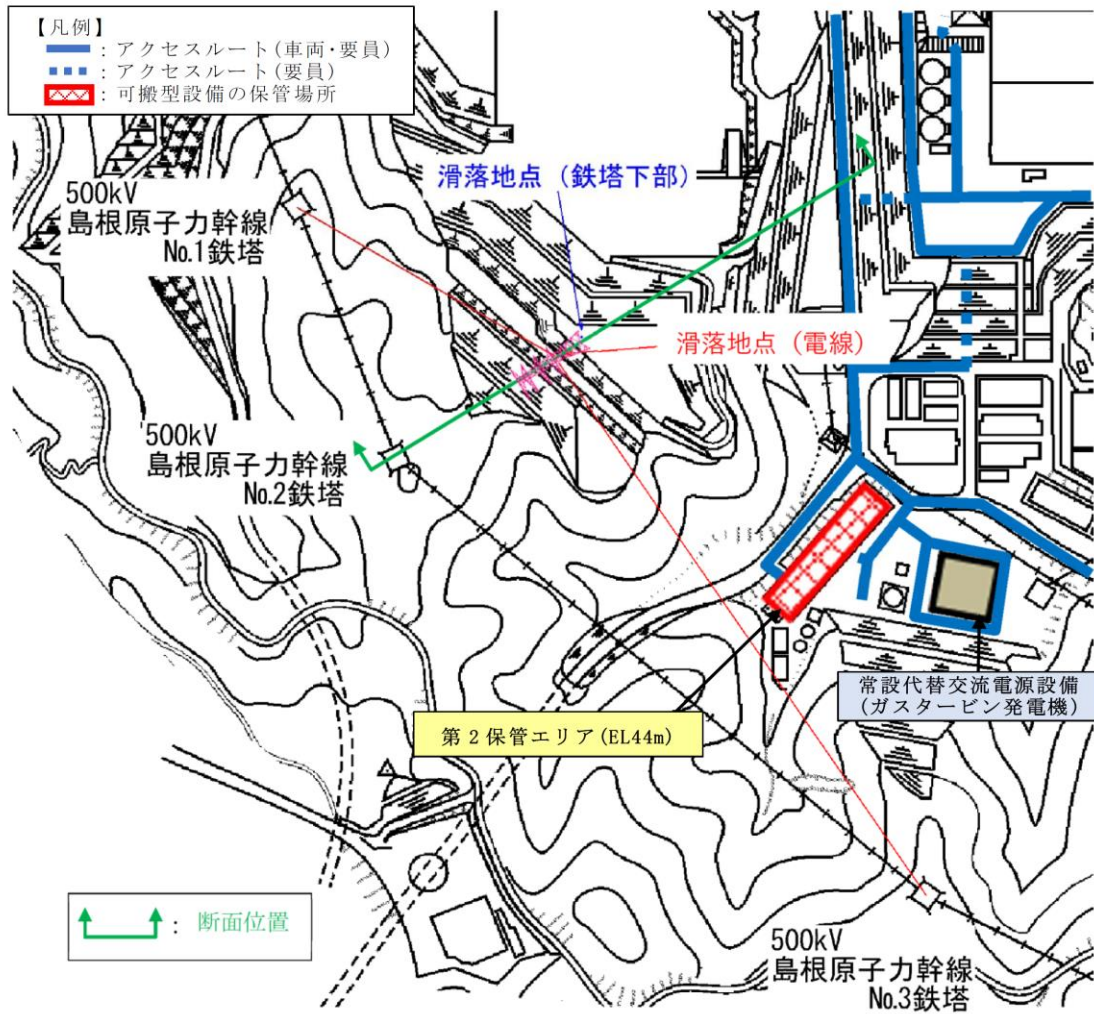 【凡例】
：アクセスルート(車両・要員)
：アクセスルート(要員)
：可搬型設備の保管場所
500kV
島根原子力幹線
No.1鉄塔
滑落地点（鉄塔下部）
滑落地点（電線）
500kV
島根原子力幹線
No.2鉄塔
常設代替交流電源設備
(ガスタービン発電機)
第２保管エリア(EL44m)
：断面位置
500kV
島根原子力幹線
No.3鉄塔